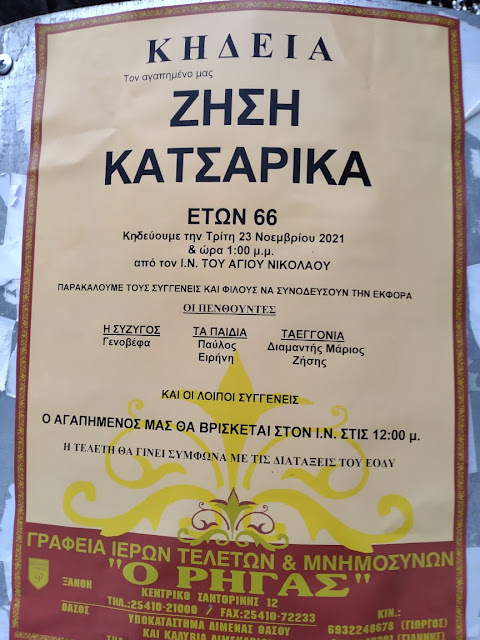 ΚΗΔΕΙΑ
Τον αγαπημένο μας
ΖΗΣΗ
ΚΑΤΣΑΡΙΚΑ
ΕΤΩΝ 66
Κηδεύουμε την Τρίτη 23 Νοεμβρίου 2021
& ώρα 1:00 μ.μ.
από τον Ι.Ν. ΤΟΥ ΑΓΙΟΥ ΝΙΚΟΛΑΟΥ
ΠΑΡΑΚΑΛΟΥΜΕ ΤΟΥΣ ΣΥΓΓΕΝΕΙΣ ΚΑΙ ΦΙΛΟΥΣ ΝΑ ΣΥΝΟΔΕΥΣΟΥΝ ΤΗΝ ΕΚΦΟΡΑ
ΟΙ ΠΕΝΘΟΥΝΤΕΣ
Η ΣΥΖΥΓΟΣ ΤΑ ΠΑΙΔΙΑ ΤΑΕΓΓΟΝΙΑ
Γενοβέφα Παύλος Διαμαντής Μάριος
Ειρήνη Ζήσης
ΚΑΙ ΟΙ ΛΟΙΠΟΙ ΣΥΓΓΕΝΕΙΣ
Ο ΑΓΑΠΗΜΕΝΟΣ ΜΑΣ ΘΑ ΒΡΙΣΚΕΤΑΙ ΣΤΟΝ Ι.Ν. ΣΤΙΣ 12:00 μ.
Η ΤΕΛΕΤΗ ΘΑ ΓΙΝΕΙ ΣΥΜΦΩΝΑ ΜΕ ΤΙΣ ΔΙΑΤΑΞΕΙΣ ΤΟΥ ΕΟΔΥ
ΓΡΑΦΕΙΑ ΙΕΡΩΝ ΤΕΛΕΤΩΝ & ΜΝΗΜΟΣΥΝΩΝ
"Ο ΡΗΓΑΣ"
ΞΑΝΘΗ ΚΕΝΤΡΙΚΟ ΣΑΝΤΟΡΙΝΗΣ 12
ΤΗΛ.:25410-21000 / FAX:25410-72233 ΚΙΝ.:
ΘΑΣΟΣ ΥΠΟΚΑΤΑΣΤΗΜΑ ΛΙΜΕΝΑΣ ΘΑΣΟΥ 6932248678 (ΓΙΩΡΓΟΣ)
ΚΑΙ ΚΑΛΥΒΙΑ